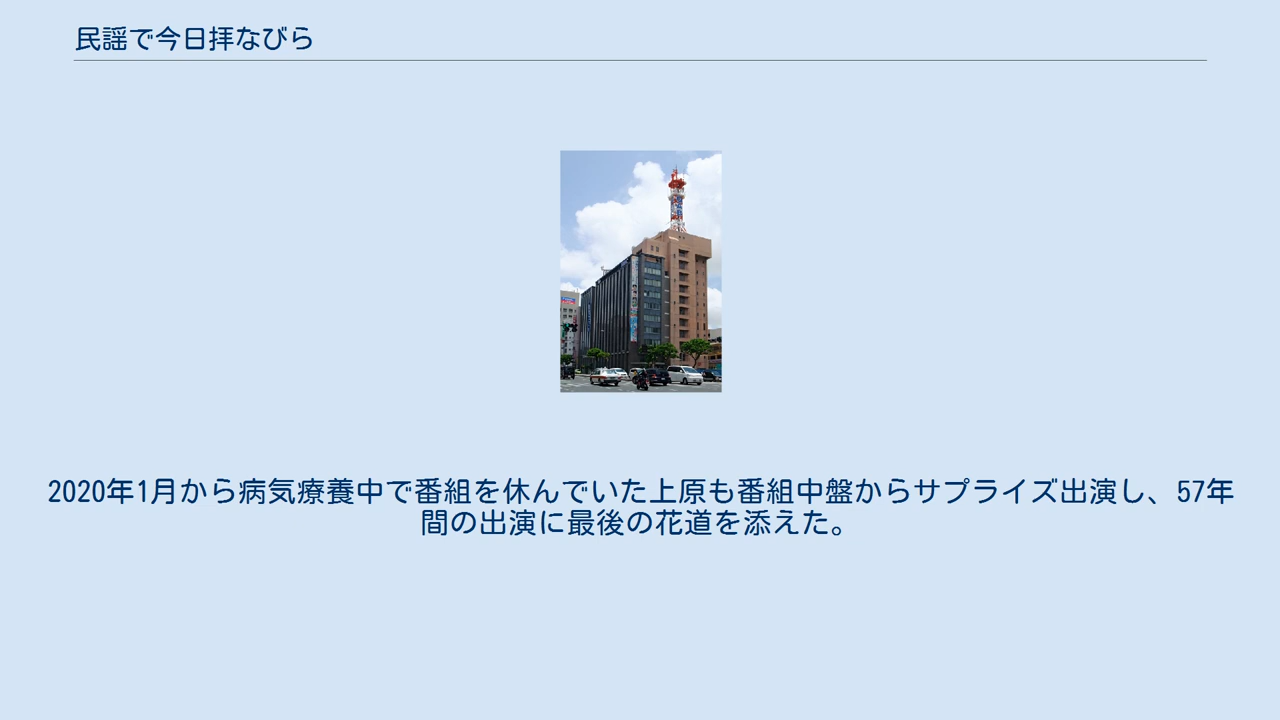 民謡で今日拝なびら
2020年1月から病気療養中で番組を休んでいた上原も番組中盤からサプライズ出演し、57年
間の出演に最後の花道を添えた。